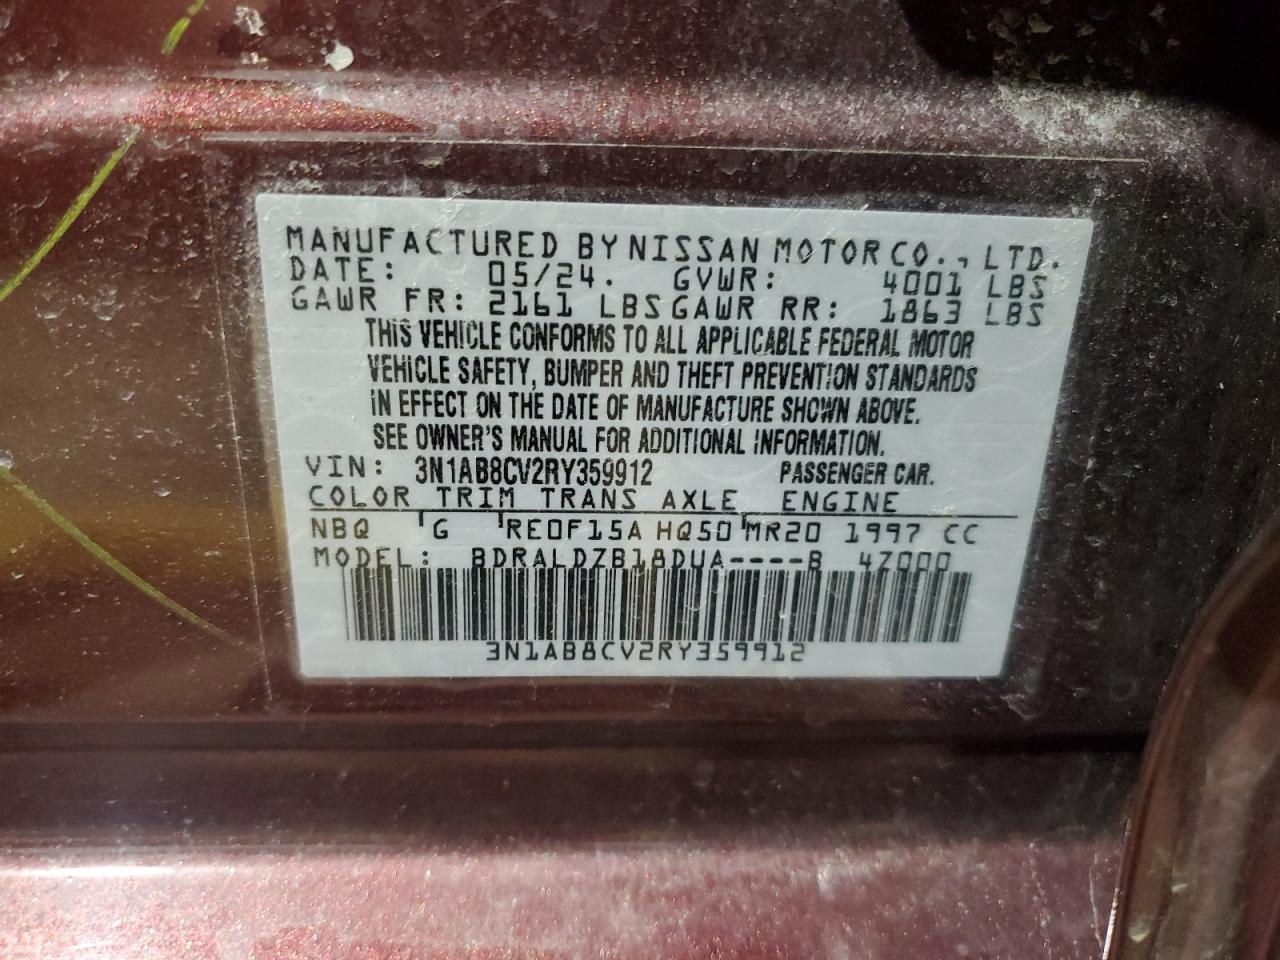 MANUFACTURED BY NISSAN MOTOR CO., LTD.
DATE: 05/24. GVWR: 4001 LBS
GAWR FR: 2161 LBS GAWR RR: 1863 LBS
THIS VEHICLE CONFORMS TO ALL APPLICABLE FEDERAL MOTOR
VEHICLE SAFETY, BUMPER AND THEFT PREVENTION STANDARDS
IN EFFECT ON THE DATE OF MANUFACTURE SHOWN ABOVE.
SEE OWNER'S MANUAL FOR ADDITIONAL INFORMATION.
VIN: 3N1AB8CV2RY359912 PASSENGER CAR.
COLOR TRIM TRANS AXLE ENGINE
NBQ G RE0F15A HQ50 MR20 1997 CC
MODEL: BDRALDZB18DUA----B 4Z000
3N1AB8CV2RY359912